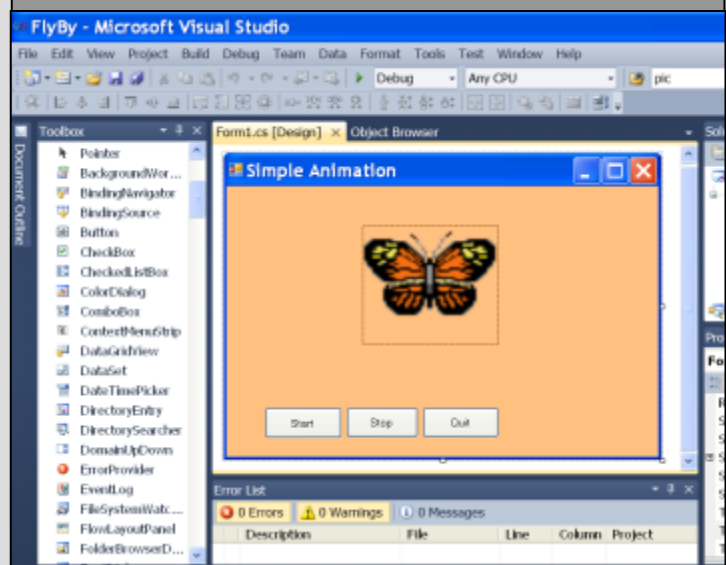 FlyBy - Microsoft Visual Studio
File Edit View Project Build Debug Team Data Format Tools Test Window Help
Debug Any CPU pic
Toolbox
Form1.cs [Design] Object Browser
Document Outline
Pointer
BackgroundWor...
BindingNavigator
BindingSource
Button
CheckBox
CheckedListBox
ColorDialog
ComboBox
ContextMenuStrip
DataGridView
DataSet
DateTimePicker
DirectoryEntry
DirectorySearcher
DomainUpDown
ErrorProvider
EventLog
FileSystemWatc...
FlowLayoutPanel
FolderBrowserD...
Simple Animation
Start Stop Quit
Error List
0 Errors 0 Warnings 0 Messages
Description File Line Column Project
Pro
Fo